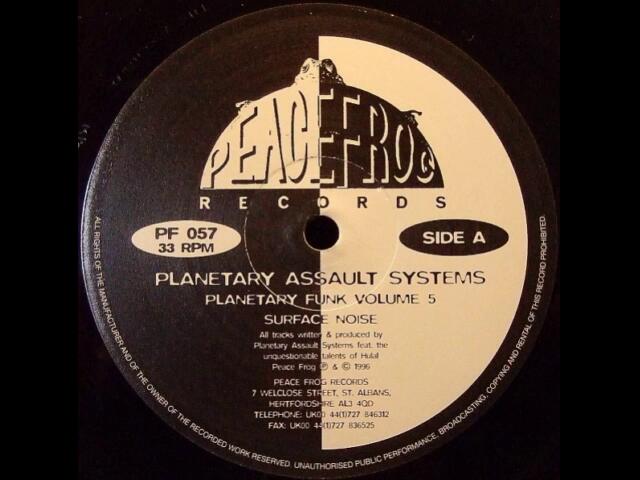 PEACEFROG
RECORDS
PF 057
33 RPM
SIDE A
PLANETARY ASSAULT SYSTEMS
PLANETARY FUNK VOLUME 5
SURFACE NOISE
All tracks written & produced by
Planetary Assault Systems feat. the
unquestionable talents of Hulal
Peace Frog ℗ & © 1996
PEACE FROG RECORDS
7 WELCLOSE STREET, ST. ALBANS,
HERTFORDSHIRE AL3 4QD
TELEPHONE: UK00 44(1)727 846312
FAX: UK00 44(1)727 836525
ALL RIGHTS OF THE MANUFACTURER AND OF THE OWNER OF THE RECORDED WORK RESERVED. UNAUTHORISED PUBLIC PERFORMANCE, BROADCASTING, COPYING AND RENTAL OF THIS RECORD PROHIBITED.